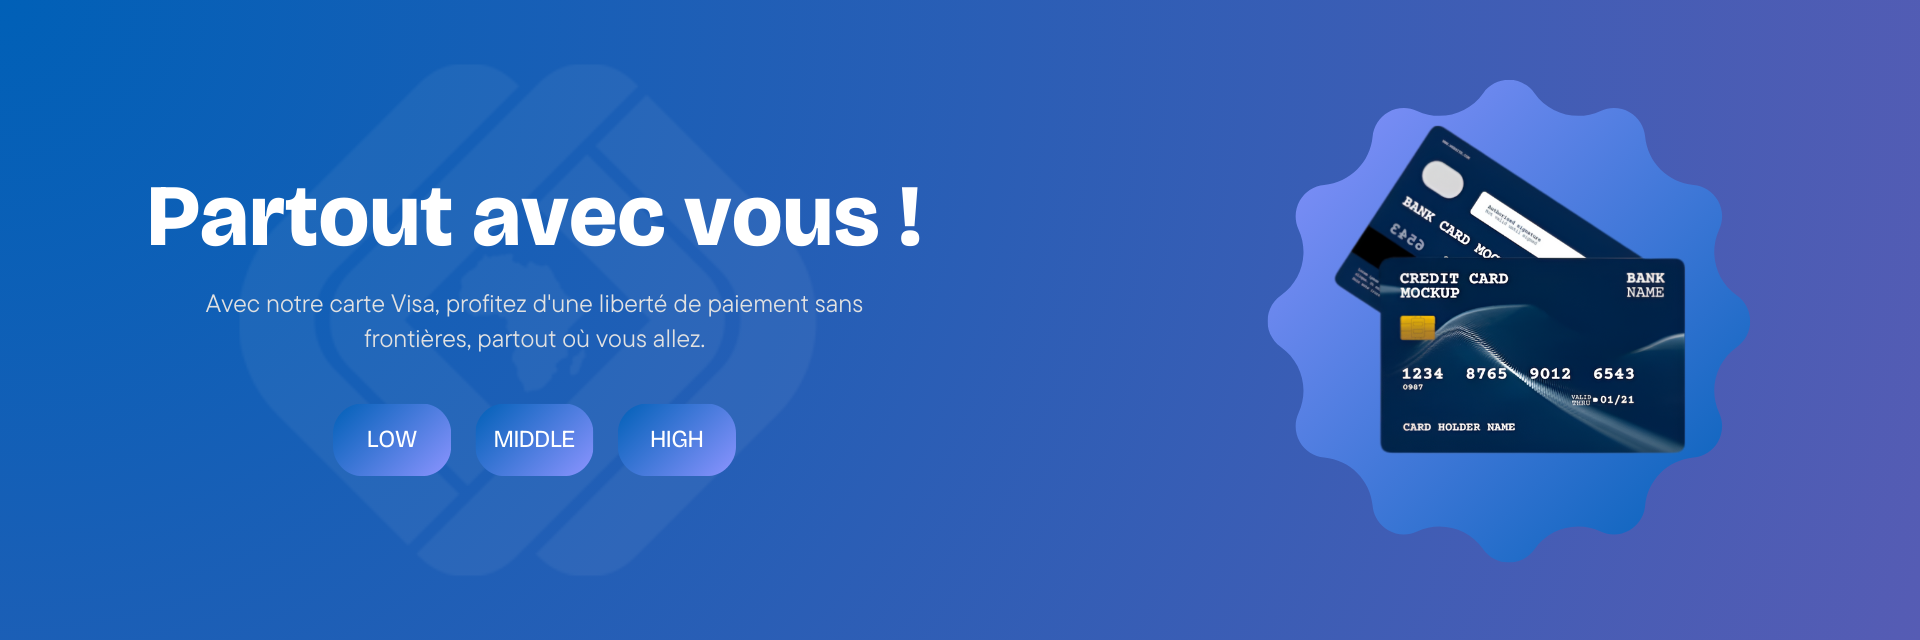 Partout avec vous !
Avec notre carte Visa, profitez d'une liberté de paiement sans
frontières, partout où vous allez.
LOW
MIDDLE
HIGH
Authorized signature
BANK CARD MOC
6543
CREDIT CARD
MOCKUP
BANK
NAME
1234 8765 9012 6543
0987
VALID
THRU
01/21
CARD HOLDER NAME